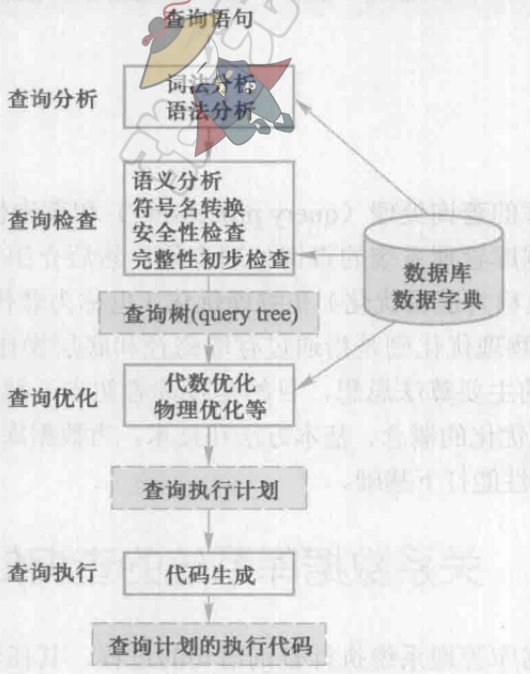 查询语句
查询分析
词法分析
语法分析
查询检查
语义分析
符号名转换
安全性检查
完整性初步检查
数据库
数据字典
查询树(query tree)
查询优化
代数优化
物理优化等
查询执行计划
查询执行
代码生成
查询计划的执行代码